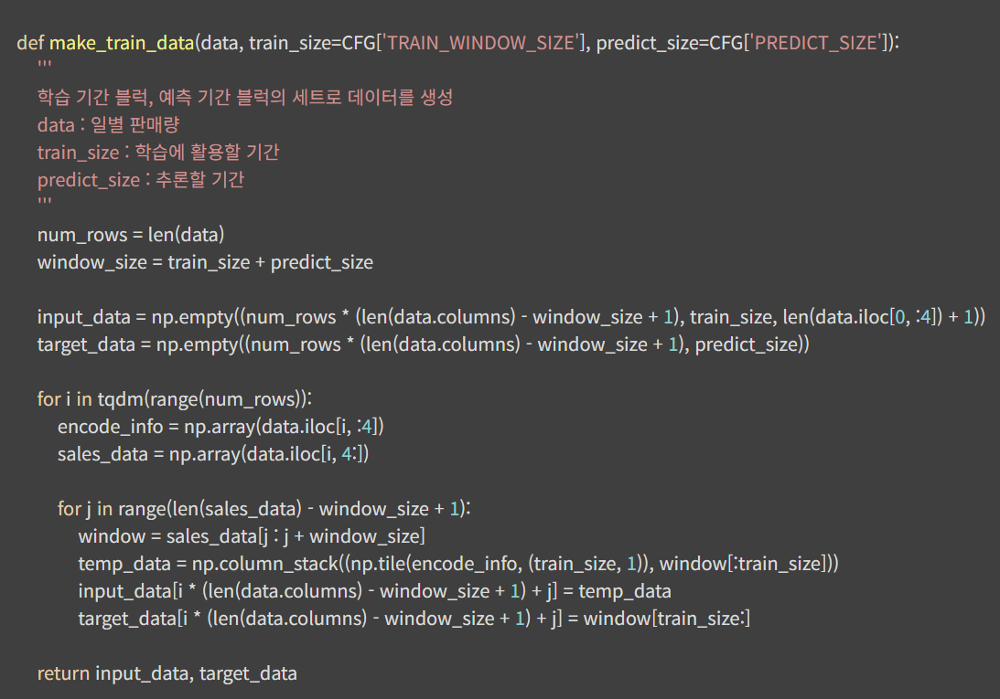 def make_train_data(data, train_size=CFG['TRAIN_WINDOW_SIZE'], predict_size=CFG['PREDICT_SIZE']):
    '''
    학습 기간 블럭, 예측 기간 블럭의 세트로 데이터를 생성
    data : 일별 판매량
    train_size : 학습에 활용할 기간
    predict_size : 추론할 기간
    '''
    num_rows = len(data)
    window_size = train_size + predict_size

    input_data = np.empty((num_rows * (len(data.columns) - window_size + 1), train_size, len(data.iloc[0, :4]) + 1))
    target_data = np.empty((num_rows * (len(data.columns) - window_size + 1), predict_size))

    for i in tqdm(range(num_rows)):
        encode_info = np.array(data.iloc[i, :4])
        sales_data = np.array(data.iloc[i, 4:])

        for j in range(len(sales_data) - window_size + 1):
            window = sales_data[j : j + window_size]
            temp_data = np.column_stack((np.tile(encode_info, (train_size, 1)), window[:train_size]))
            input_data[i * (len(data.columns) - window_size + 1) + j] = temp_data
            target_data[i * (len(data.columns) - window_size + 1) + j] = window[train_size:]

    return input_data, target_data